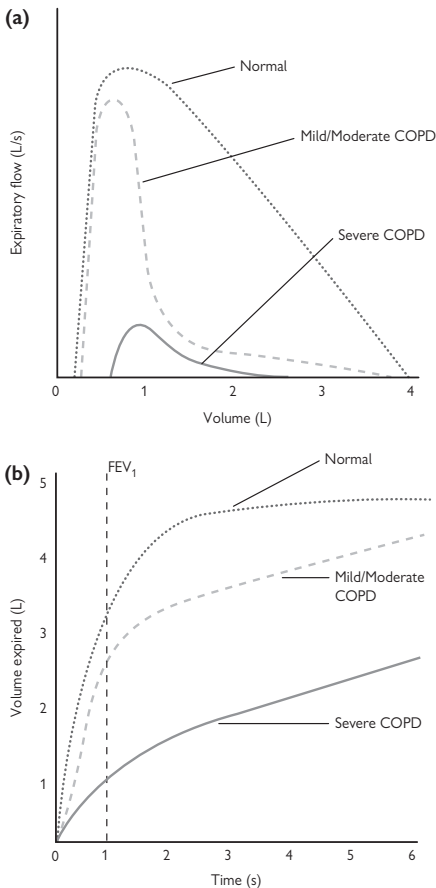 (a)
Normal
Mild/Moderate COPD
Severe COPD
Expiratory flow (L/s)
0
1
2
3
4
Volume (L)
(b)
FEV1
5
4
3
2
1
Normal
Mild/Moderate
COPD
Severe COPD
Volume expired (L)
0
1
2
3
4
5
6
Time (s)